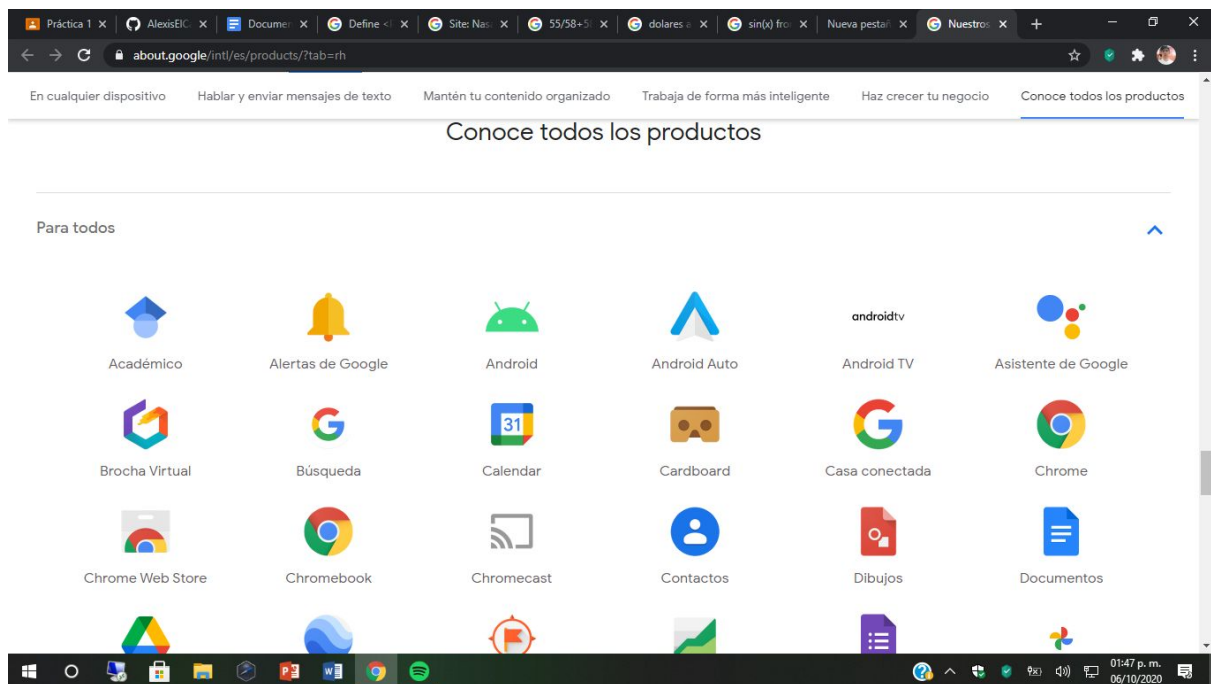 Práctica 1
AlexisElC
Documen
Define <
Site: Nas
55/58+5
dolares a
sin(x) fro
Nueva pestañ
Nuestros
about.google/intl/es/products/?tab=rh
En cualquier dispositivo
Hablar y enviar mensajes de texto
Mantén tu contenido organizado
Trabaja de forma más inteligente
Haz crecer tu negocio
Conoce todos los productos
Conoce todos los productos
Para todos
androidtv
Académico
Alertas de Google
Android
Android Auto
Android TV
Asistente de Google
31
Brocha Virtual
Búsqueda
Calendar
Cardboard
Casa conectada
Chrome
Chrome Web Store
Chromebook
Chromecast
Contactos
Dibujos
Documentos
01:47 p. m.
06/10/2020